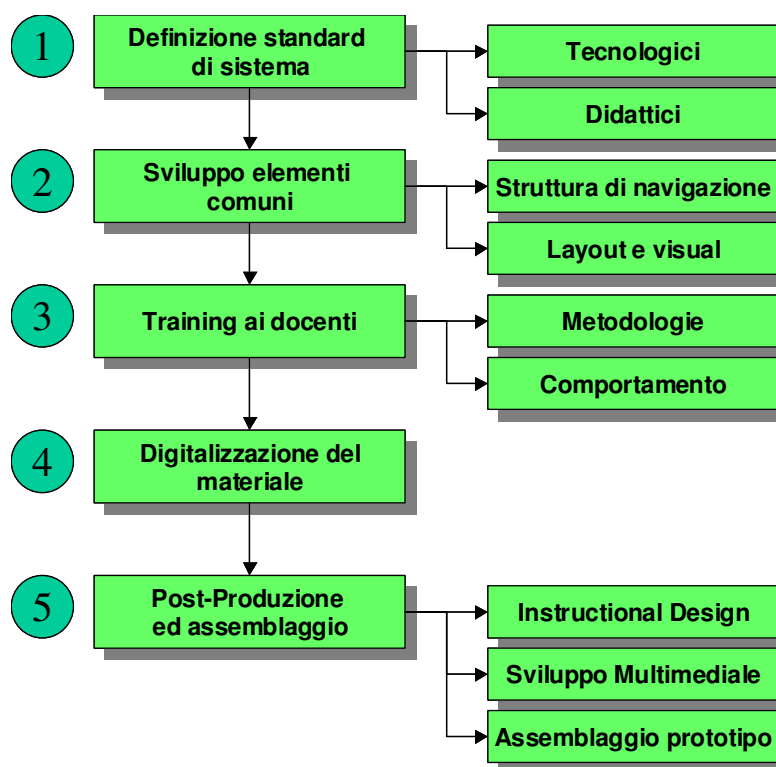 1
Definizione standard
di sistema
Tecnologici
Didattici
2
Sviluppo elementi
comuni
Struttura di navigazione
Layout e visual
3
Training ai docenti
Metodologie
Comportamento
4
Digitalizzazione del
materiale
5
Post-Produzione
ed assemblaggio
Instructional Design
Sviluppo Multimediale
Assemblaggio prototipo